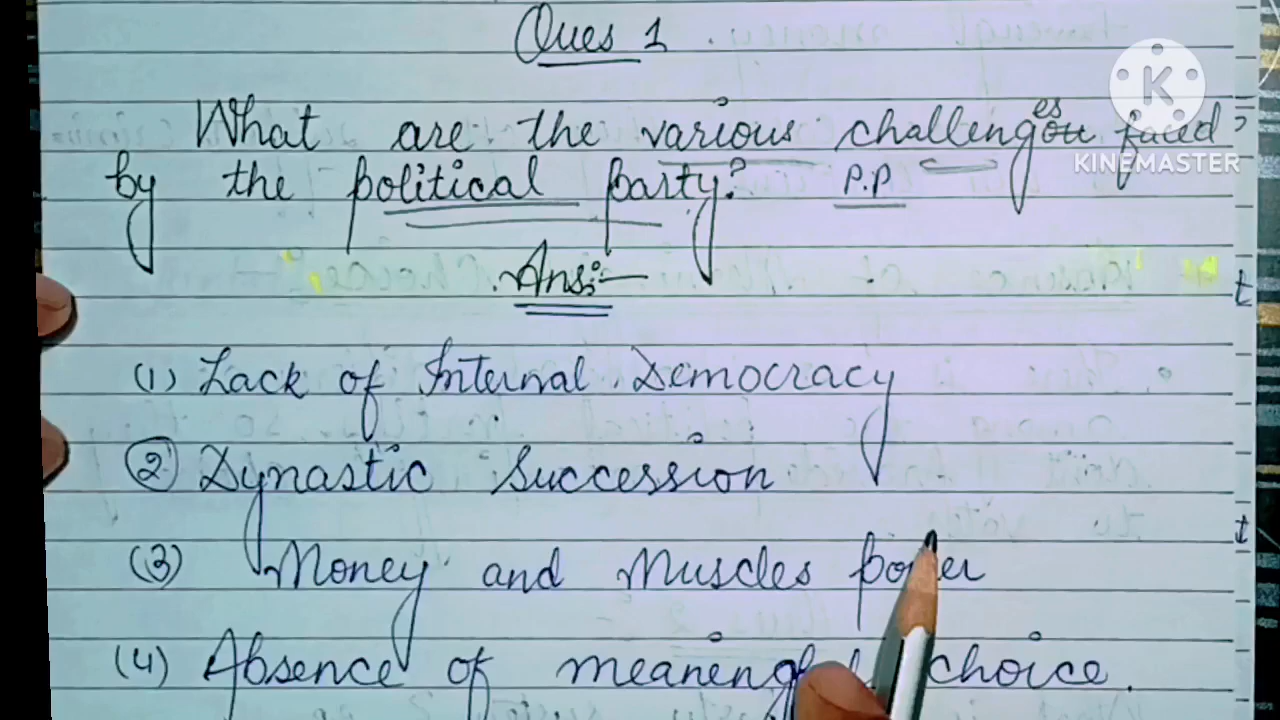 Ques 1
What are the various challenges faced?
by the political party? P.P
Ans:-
(1) Lack of Internal Democracy
(2) Dynastic Succession
(3) Money and Muscles power
(4) Absence of choice.
K
KINEMASTER
t
t